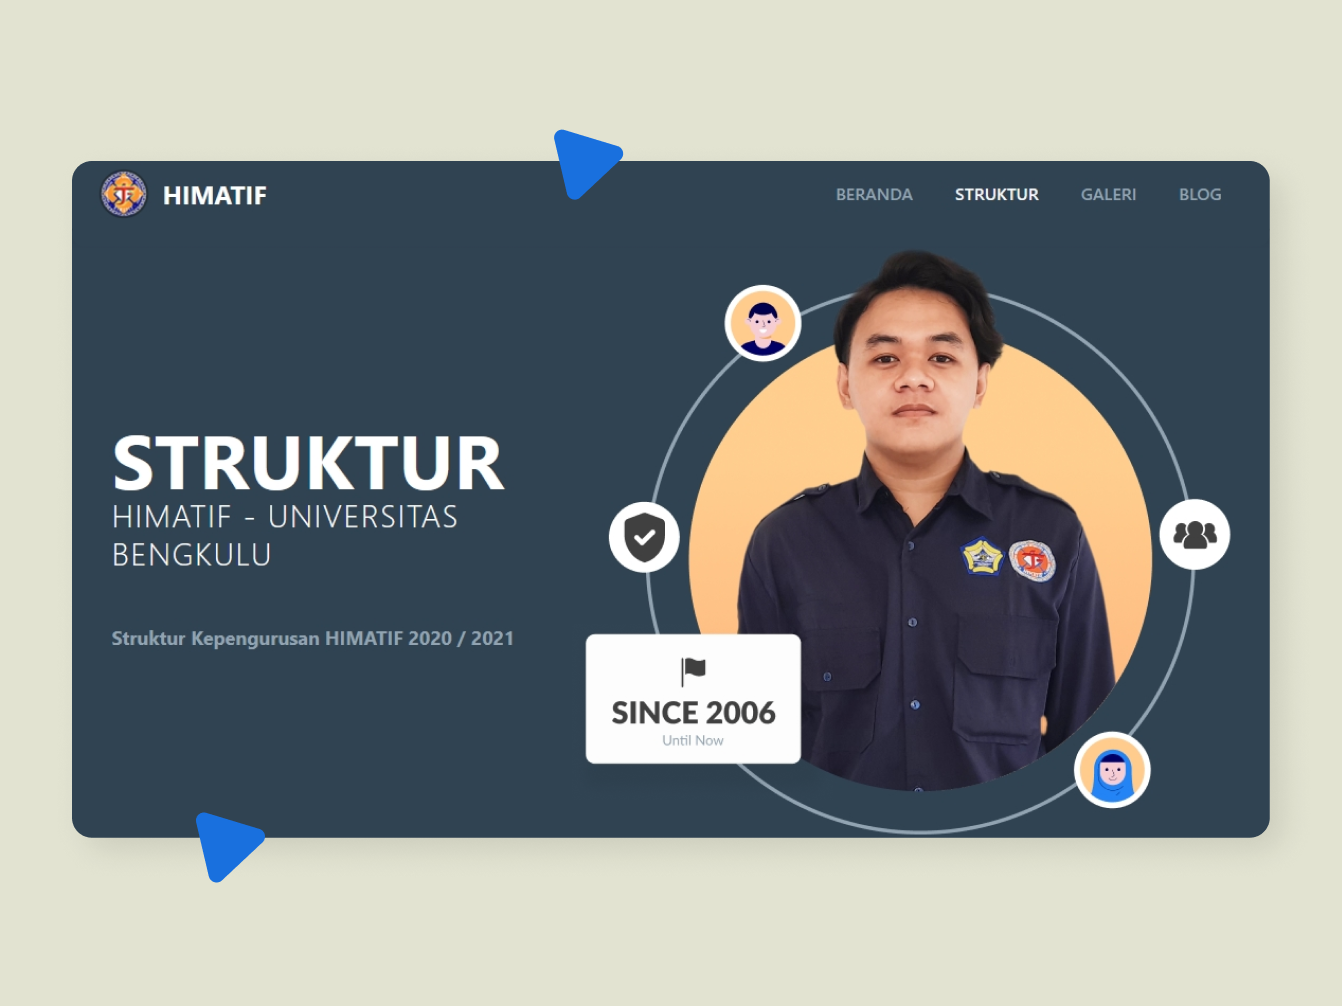 HIMATIF
BERANDA
STRUKTUR
GALERI
BLOG
STRUKTUR
HIMATIF - UNIVERSITAS
BENGKULU
Struktur Kepengurusan HIMATIF 2020 / 2021
SINCE 2006
Until Now